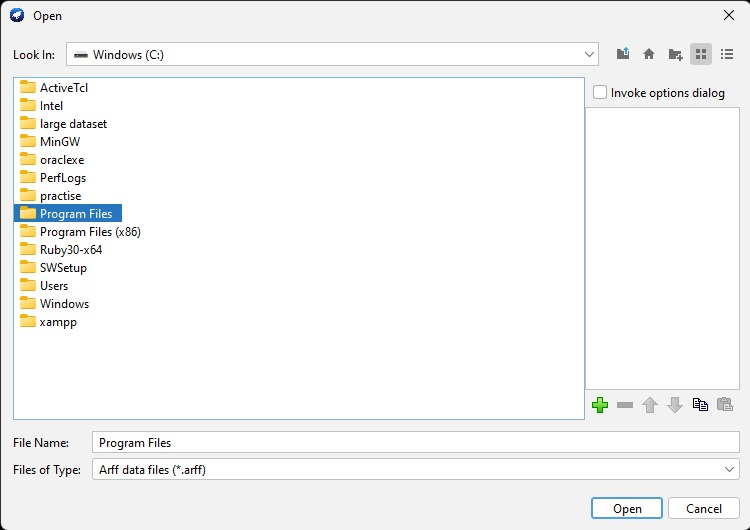 Open
Look In: Windows (C:)
ActiveTcl
Invoke options dialog
Intel
large dataset
MinGW
oraclexe
PerfLogs
practise
Program Files
Program Files (x86)
Ruby30-x64
SWSetup
Users
Windows
xampp
File Name: Program Files
Files of Type: Arff data files (*.arff)
Open Cancel